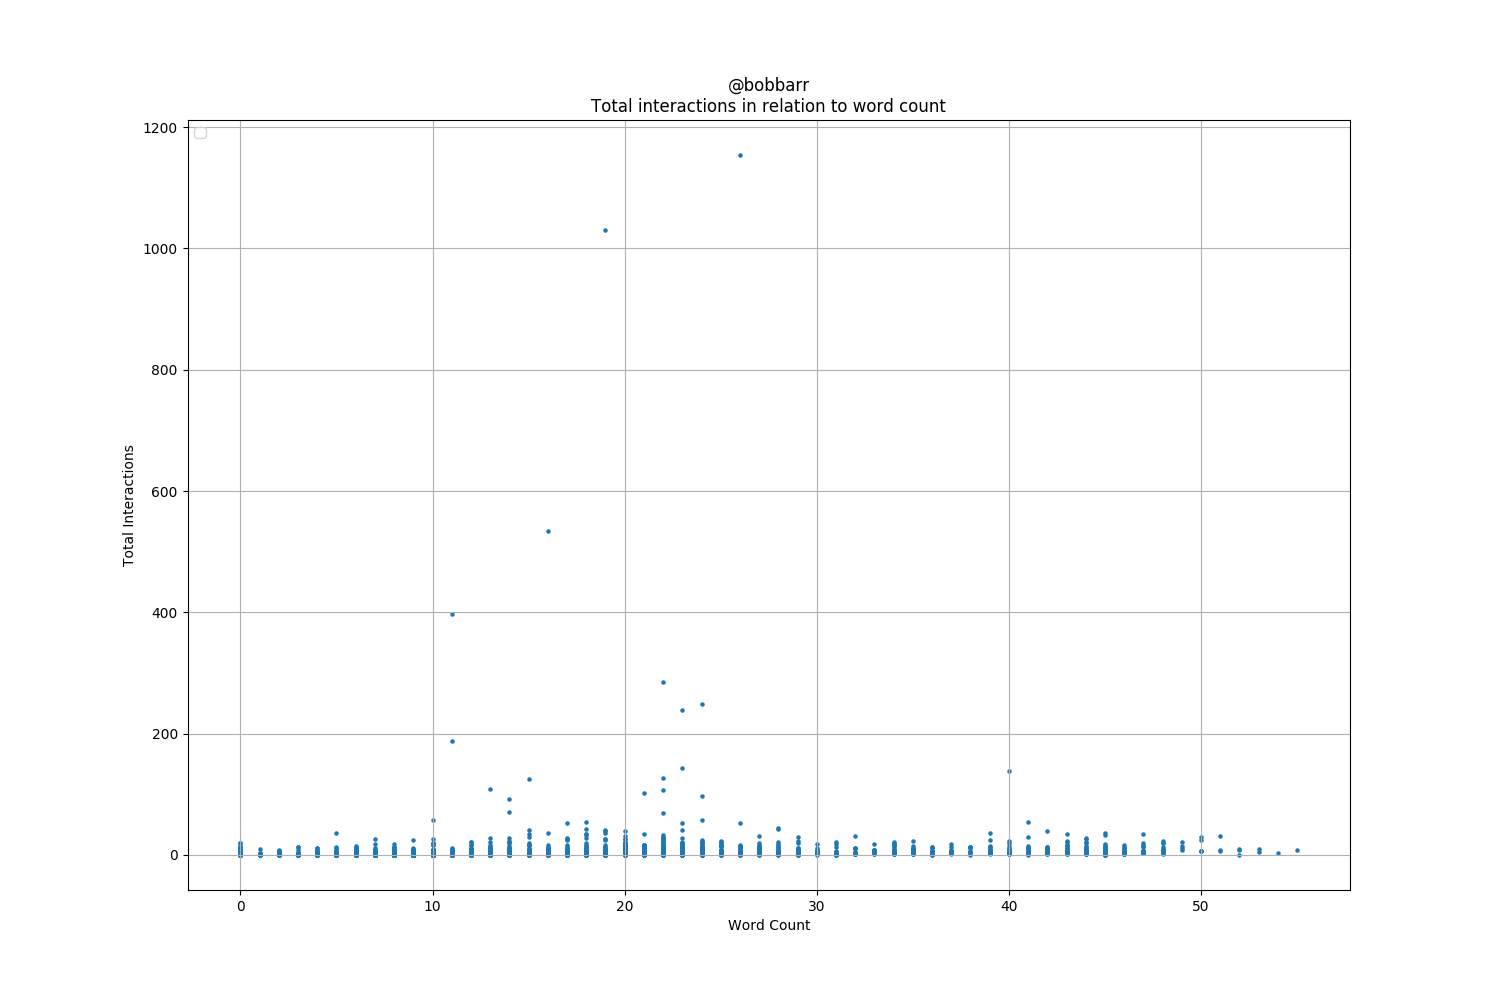 @bobbarr
Total interactions in relation to word count
1200
1000
800
600
400
200
0
Total Interactions
0 10 20 30 40 50
Word Count